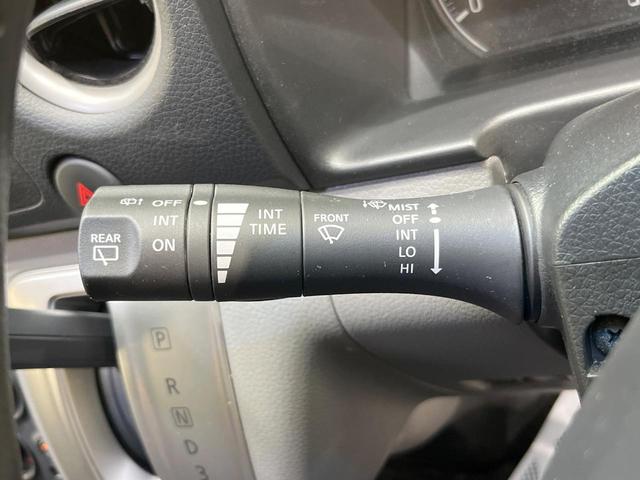 OFF
INT
ON
REAR
INT
TIME
FRONT
MIST
OFF
INT
LO
HI
P
R
N
D
3